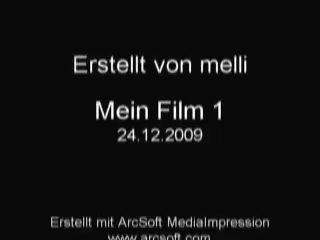 Erstellt von melli
Mein Film 1
24.12.2009
Erstellt mit ArcSoft MediaImpression
www.arcsoft.com